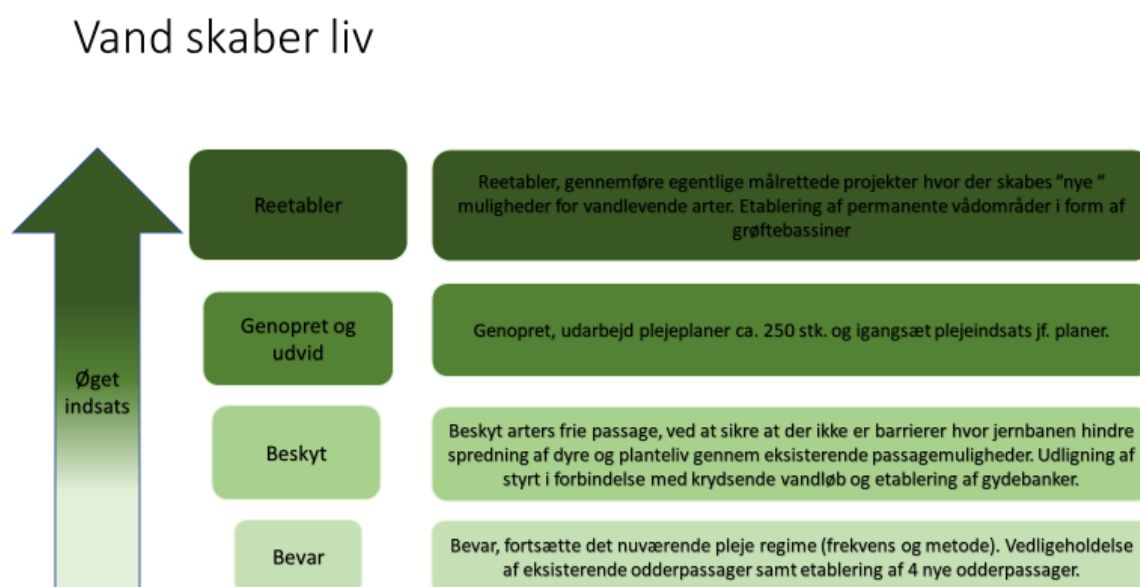 Vand skaber liv
Øget
indsats
Reetabler
Reetabler, gennemføre egentlige målrettede projekter hvor der skabes "nye "
muligheder for vandlevende arter. Etablering af permanente vådområder i form af
grøftebassiner
Genopret og
udvid
Genopret, udarbejd plejeplaner ca. 250 stk. og igangsæt plejeindsats jf. planer.
Beskyt
Beskyt arters frie passage, ved at sikre at der ikke er barrierer hvor jernbanen hindre
spredning af dyre og planteliv gennem eksisterende passagemuligheder. Udligning af
styrt i forbindelse med krydsende vandløb og etablering af gydebanker.
Bevar
Bevar, fortsætte det nuværende pleje regime (frekvens og metode). Vedligeholdelse
af eksisterende odderpassager samt etablering af 4 nye odderpassager.